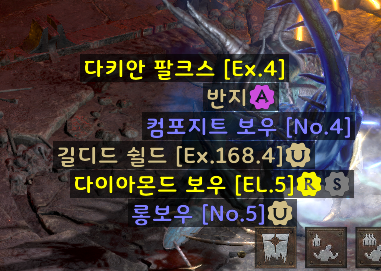 다키안 팔크스 [Ex.4]
반지 A
컴포지트 보우 [No.4]
길디드 쉴드 [Ex.168.4] U
다이아몬드 보우 [EL.5] R S
롱보우 [No.5] U